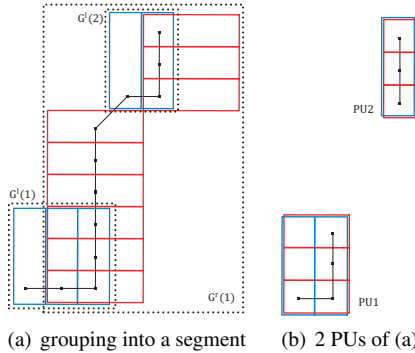 G^l(2)
PU2
G^l(1)
G^r(1)
PU1
(a) grouping into a segment
(b) 2 PUs of (a)